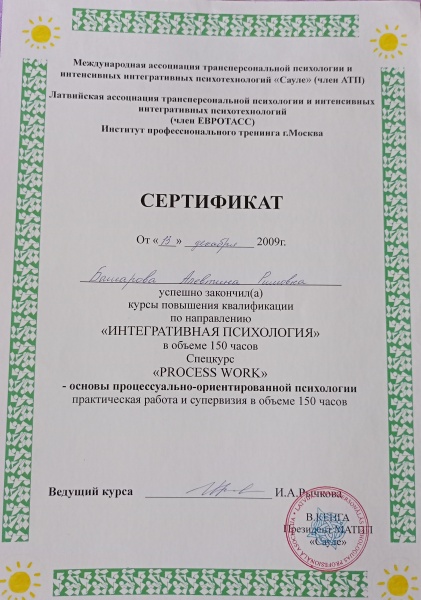 Международная ассоциация трансперсональной психологии и
интенсивных интегративных психотехнологий «Сауле» (член АТП)
Латвийская ассоциация трансперсональной психологии и интенсивных
интегративных психотехнологий
(член ЕВРОТАСС)
Институт профессионального тренинга г.Москва
СЕРТИФИКАТ
От «13» декабря 2009г.
Башарова Алевтина Римовна
успешно закончил(а)
курсы повышения квалификации
по направлению
«ИНТЕГРАТИВНАЯ ПСИХОЛОГИЯ»
в объеме 150 часов
Спецкурс
«PROCESS WORK»
- основы процессуально-ориентированной психологии
практическая работа и супервизия в объеме 150 часов
Ведущий курса И.А.Рычкова
В.КЕНГА
Президент МАТПП
«Сауле»